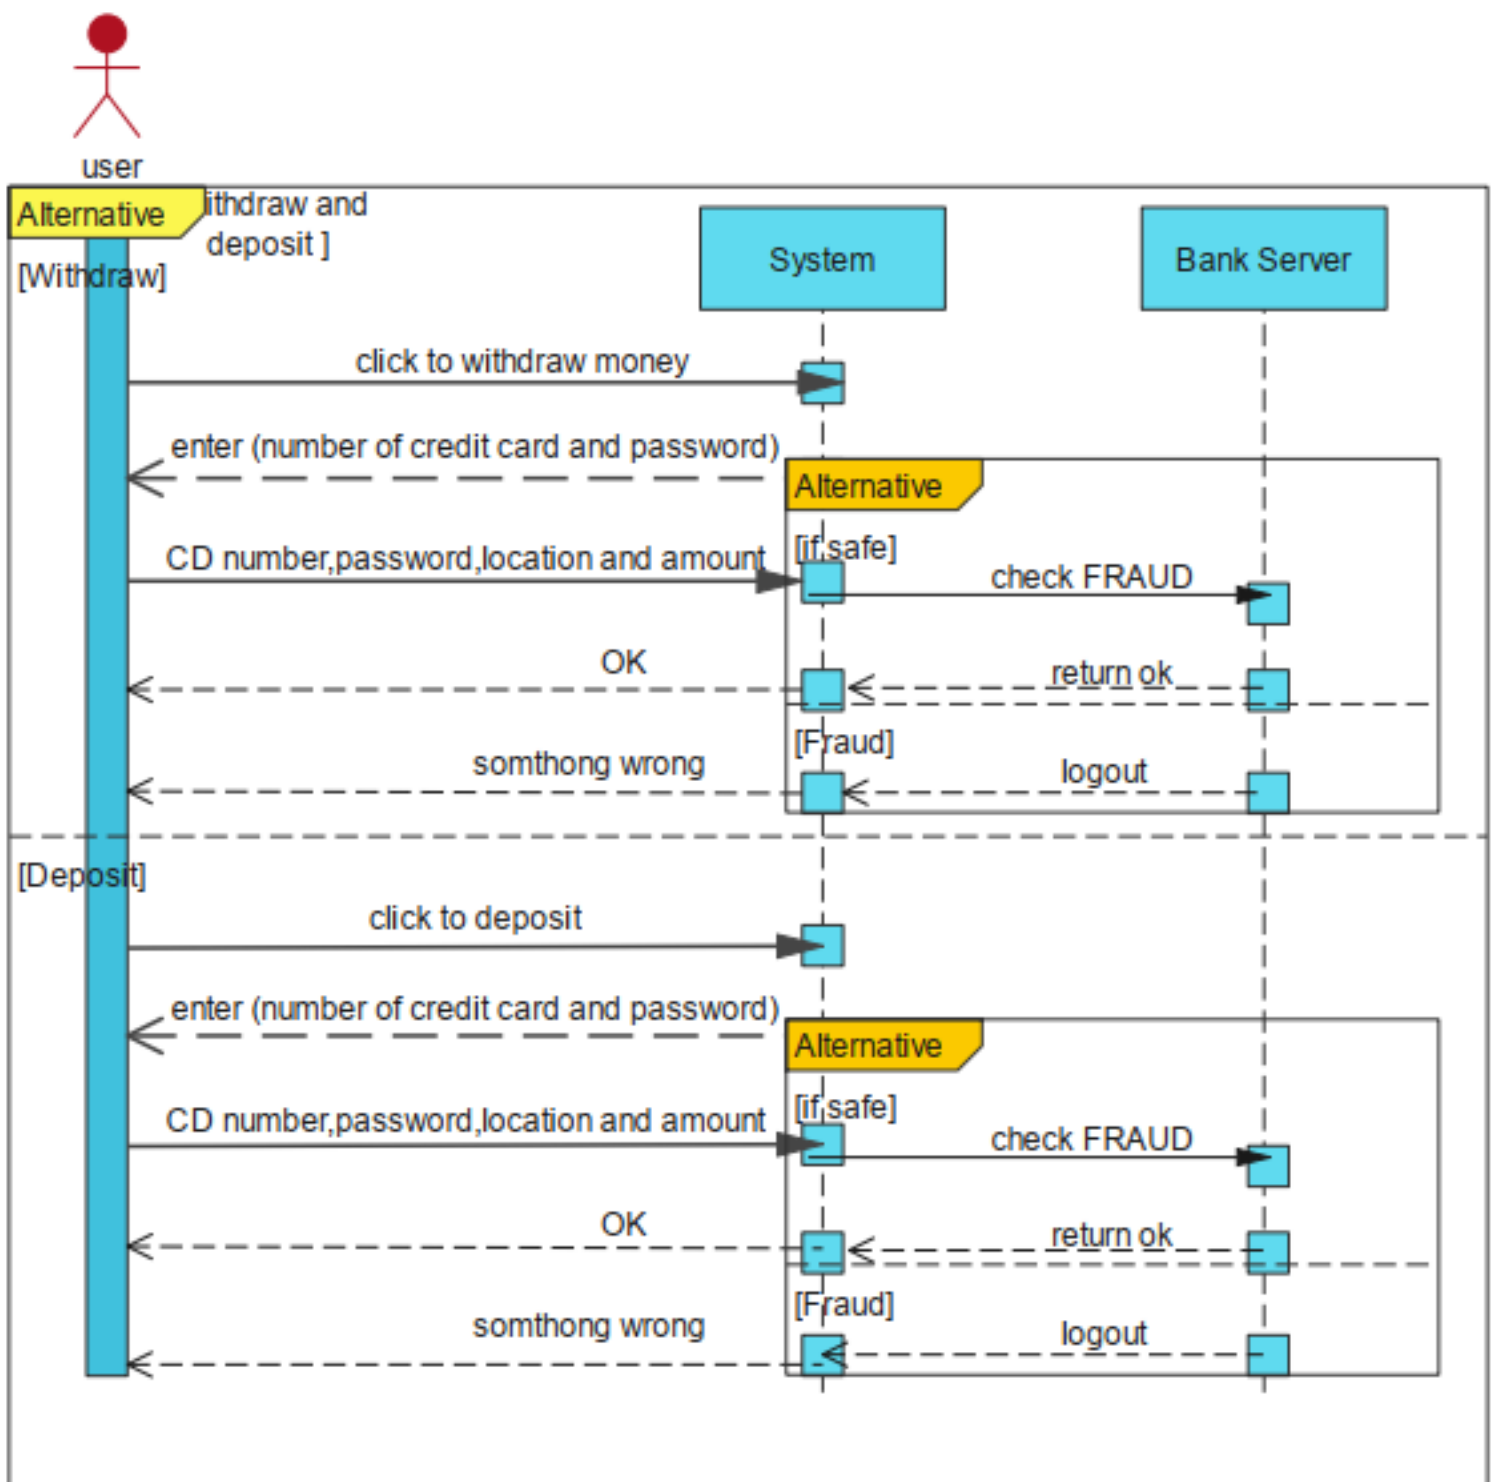 user
Alternative
ithdraw and
deposit ]
[Withdraw]
System
Bank Server
click to withdraw money
enter (number of credit card and password)
Alternative
[if safe]
CD number,password,location and amount
check FRAUD
OK
return ok
[Fraud]
somthong wrong
logout
[Deposit]
click to deposit
enter (number of credit card and password)
Alternative
[if safe]
CD number,password,location and amount
check FRAUD
OK
return ok
[Fraud]
somthong wrong
logout